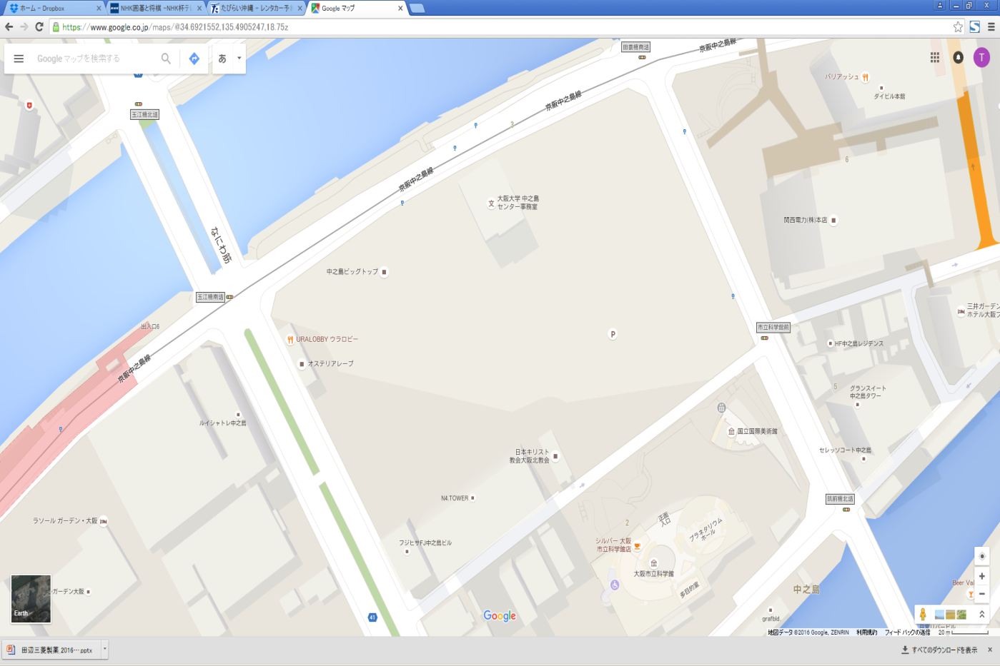 ホーム - Dropbox
NHK囲碁と将棋 -NHK杯テレ
たびらい沖縄 - レンタカー予
Google マップ
https://www.google.co.jp/maps/@34.6921552,135.4905247,18.75z
Google マップを検索する
あ
T
田蓑橋南詰
京阪中之島線
バリアッシュ
ダイビル本館
玉江橋北詰
京阪中之島線
3
6
京阪中之島線
大阪大学 中之島
センター事務室
関西電力(株)本店
なにわ筋
中之島ビッグトップ
玉江橋南詰
三井ガーデン
ホテル大阪プ
出入口6
市立科学館前
P
URALOBBY ウラロビー
HF中之島レジデンス
オステリアレーブ
京阪中之島線
5
グランスイート
中之島タワー
ルイシャトレ中之島
国立国際美術館
日本キリスト
教会大阪北教会
セレッソコート中之島
N4.TOWER
筑前橋北詰
ラソール ガーデン・大阪
2
正面
入口
プラネタリウム
ホール
フジヒサFJ中之島ビル
シルバー 大阪
市立科学館店
大阪市立科学館
多目的室
中之島
Beer Val
ガーデン大阪
Earth
41
Google
grafbld.
地図データ ©2016 Google, ZENRIN
利用規約
フィードバックの送信
20 m
田辺三菱製薬 2016….pptx
すべてのダウンロードを表示